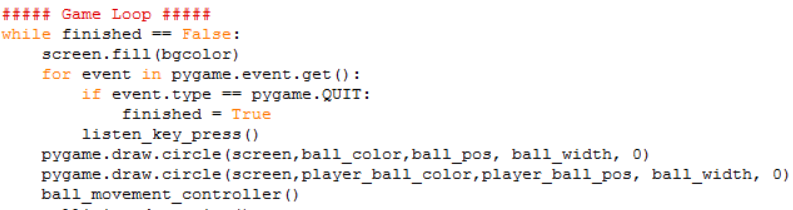 ##### Game Loop #####
while finished == False:
    screen.fill(bgcolor)
    for event in pygame.event.get():
        if event.type == pygame.QUIT:
            finished = True
        listen_key_press()
    pygame.draw.circle(screen,ball_color,ball_pos, ball_width, 0)
    pygame.draw.circle(screen,player_ball_color,player_ball_pos, ball_width, 0)
    ball_movement_controller()